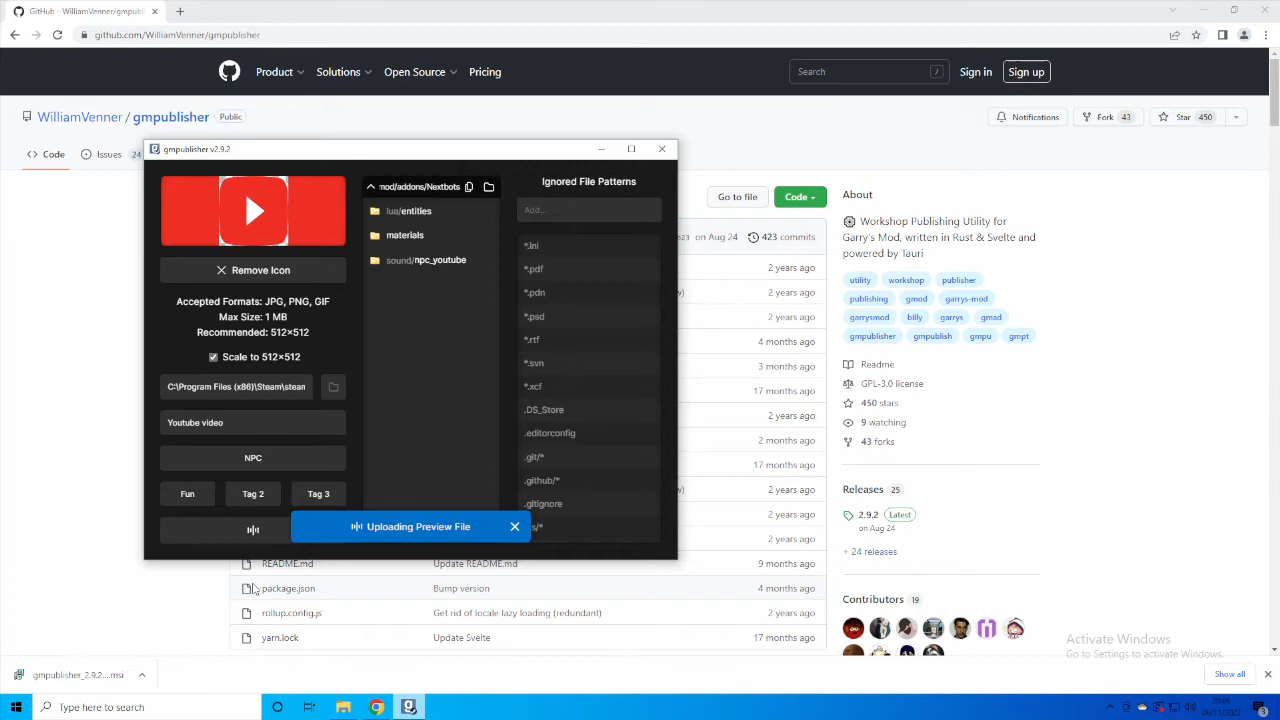 GitHub - WilliamVenner/gmpublish
github.com/WilliamVenner/gmpublisher
Product
Solutions
Open Source
Pricing
Search
/
Sign in
Sign up
WilliamVenner / gmpublisher
Public
Notifications
Fork 43
Star 450
Code
Issues 24
gmpublisher v2.9.2
Remove Icon
Accepted Formats: JPG, PNG, GIF
Max Size: 1 MB
Recommended: 512×512
Scale to 512×512
C:\Program Files (x86)\Steam\steam
Youtube video
NPC
Fun
Tag 2
Tag 3
mod/addons/Nextbots
lua/entities
materials
sound/npc_youtube
Ignored File Patterns
Add...
*.ini
*.pdf
*.pdn
*.psd
*.rtf
*.svn
*.xcf
.DS_Store
.editorconfig
.git/*
.github/*
.gitignore
Uploading Preview File
Go to file
Code
on Aug 24
423 commits
2 years ago
2 years ago
2 years ago
4 months ago
3 months ago
17 months ago
2 years ago
2 months ago
17 months ago
2 years ago
2 years ago
2 years ago
README.md
Update README.md
9 months ago
package.json
Bump version
4 months ago
rollup.config.js
Get rid of locale lazy loading (redundant)
2 years ago
yarn.lock
Update Svelte
17 months ago
About
Workshop Publishing Utility for
Garry's Mod, written in Rust & Svelte and
powered by Tauri
utility
workshop
publisher
publishing
gmod
garrys-mod
garrysmod
billy
garrys
gmad
gmpublisher
gmpublish
gmpu
gmpt
Readme
GPL-3.0 license
450 stars
9 watching
43 forks
Releases 25
2.9.2
Latest
on Aug 24
+ 24 releases
Contributors 19
Activate Windows
Go to Settings to activate Windows.
gmpublisher_2.9.2....msi
Show all
Type here to search
06/11/2022
3